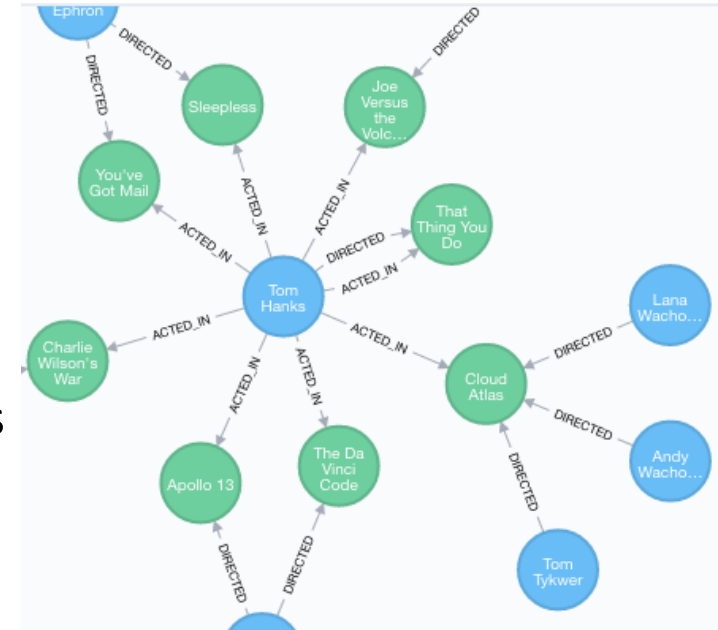 Ephron
DIRECTED
DIRECTED
DIRECTED
Sleepless
Joe
Versus
the
Volc...
You've
Got Mail
ACTED_IN
ACTED_IN
ACTED_IN
That
Thing You
Do
DIRECTED
ACTED_IN
Tom
Hanks
Lana
Wacho...
ACTED_IN
ACTED_IN
DIRECTED
Charlie
Wilson's
War
ACTED_IN
ACTED_IN
Cloud
Atlas
DIRECTED
Andy
Wacho...
The Da
Vinci
Code
Apollo 13
DIRECTED
DIRECTED
DIRECTED
Tom
Tykwer